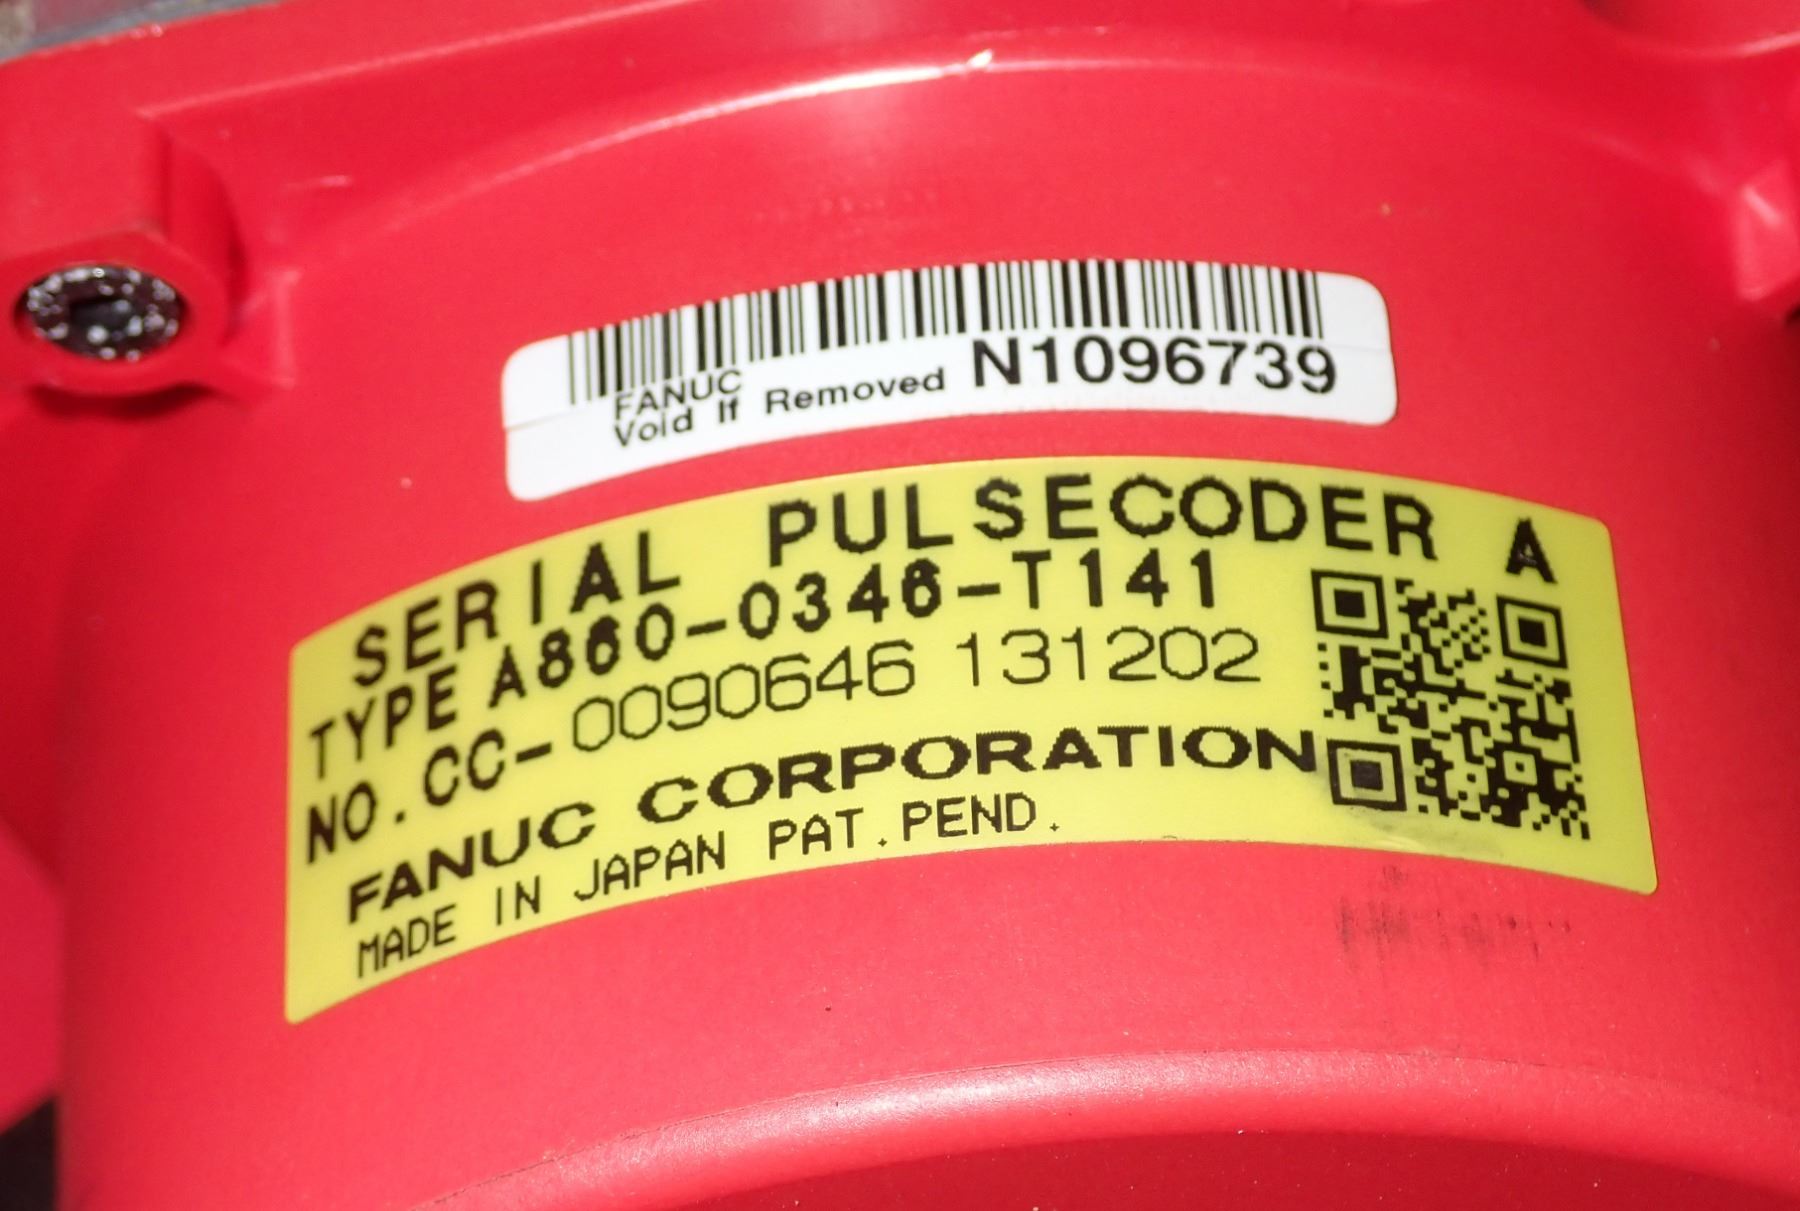 FANUC
Void If Removed N1096739
SERIAL PULSECODER A
TYPE A860-0346-T141
NO.CC-0090646 131202
FANUC CORPORATION
MADE IN JAPAN PAT.PEND.